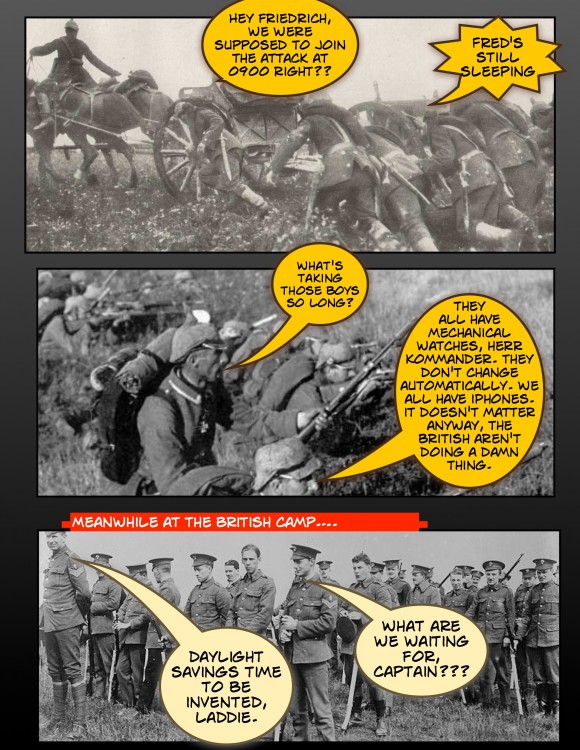 HEY FRIEDRICH,
WE WERE
SUPPOSED TO JOIN
THE ATTACK AT
0900 RIGHT??
FRED'S
STILL
SLEEPING
WHAT'S
TAKING
THOSE BOYS
SO LONG?
THEY
ALL HAVE
MECHANICAL
WATCHES, HERR
KOMMANDER. THEY
DON'T CHANGE
AUTOMATICALLY. WE
ALL HAVE IPHONES.
IT DOESN'T MATTER
ANYWAY, THE
BRITISH AREN'T
DOING A DAMN
THING.
MEANWHILE AT THE BRITISH CAMP....
WHAT ARE
WE WAITING
FOR,
CAPTAIN???
DAYLIGHT
SAVINGS TIME
TO BE
INVENTED,
LADDIE.